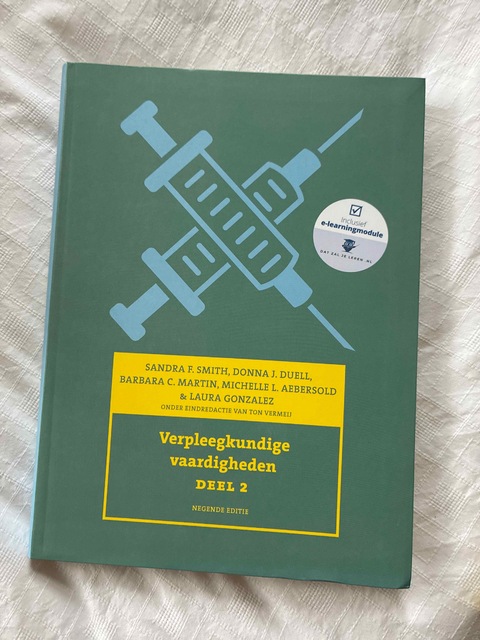 Inclusief
e-learningmodule
DAT ZAL JE LEREN .NL
SANDRA F. SMITH, DONNA J. DUELL,
BARBARA C. MARTIN, MICHELLE L. AEBERSOLD
& LAURA GONZALEZ
ONDER EINDREDACTIE VAN TON VERMEIJ
Verpleegkundige
vaardigheden
DEEL 2
NEGENDE EDITIE